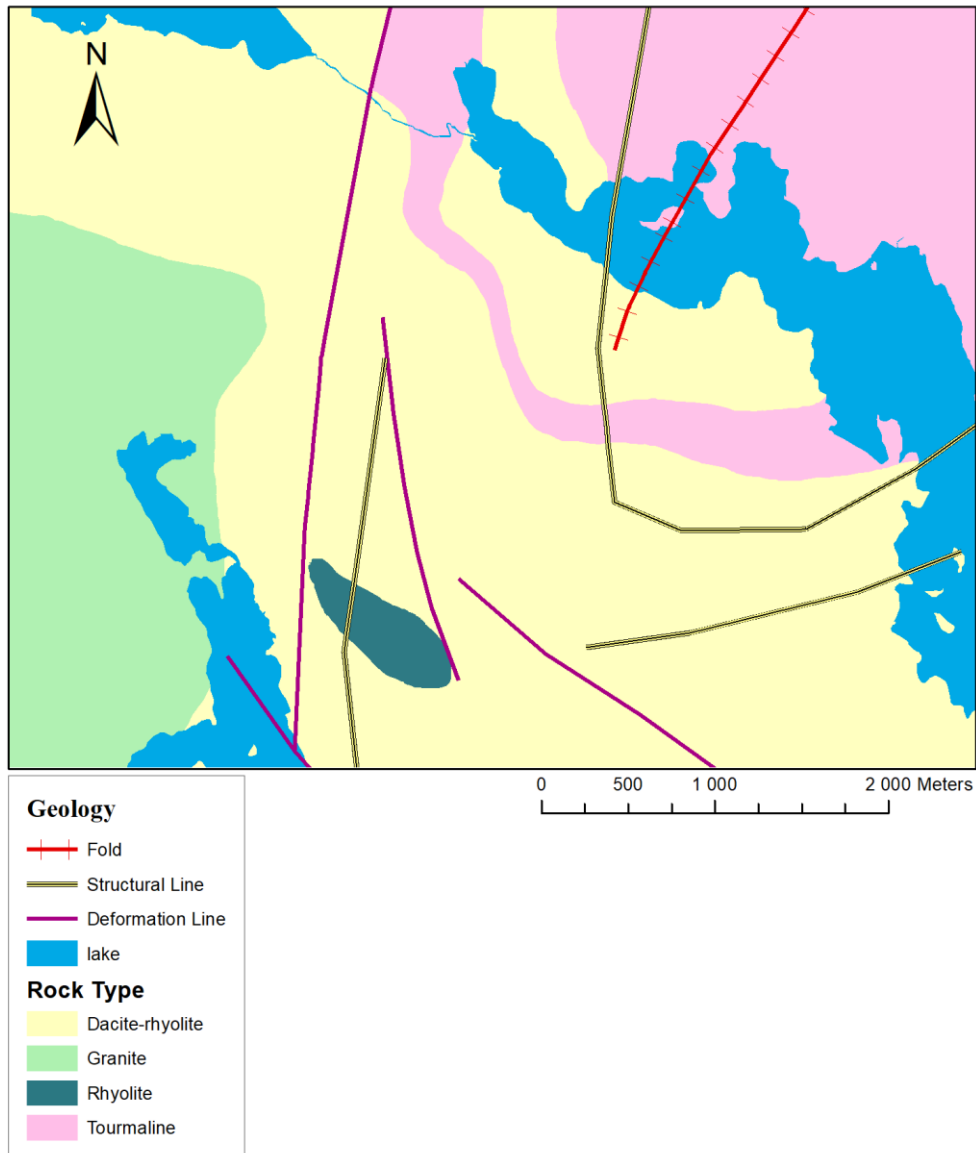 N
0 500 1 000 2 000 Meters
Geology
Fold
Structural Line
Deformation Line
lake
Rock Type
Dacite-rhyolite
Granite
Rhyolite
Tourmaline